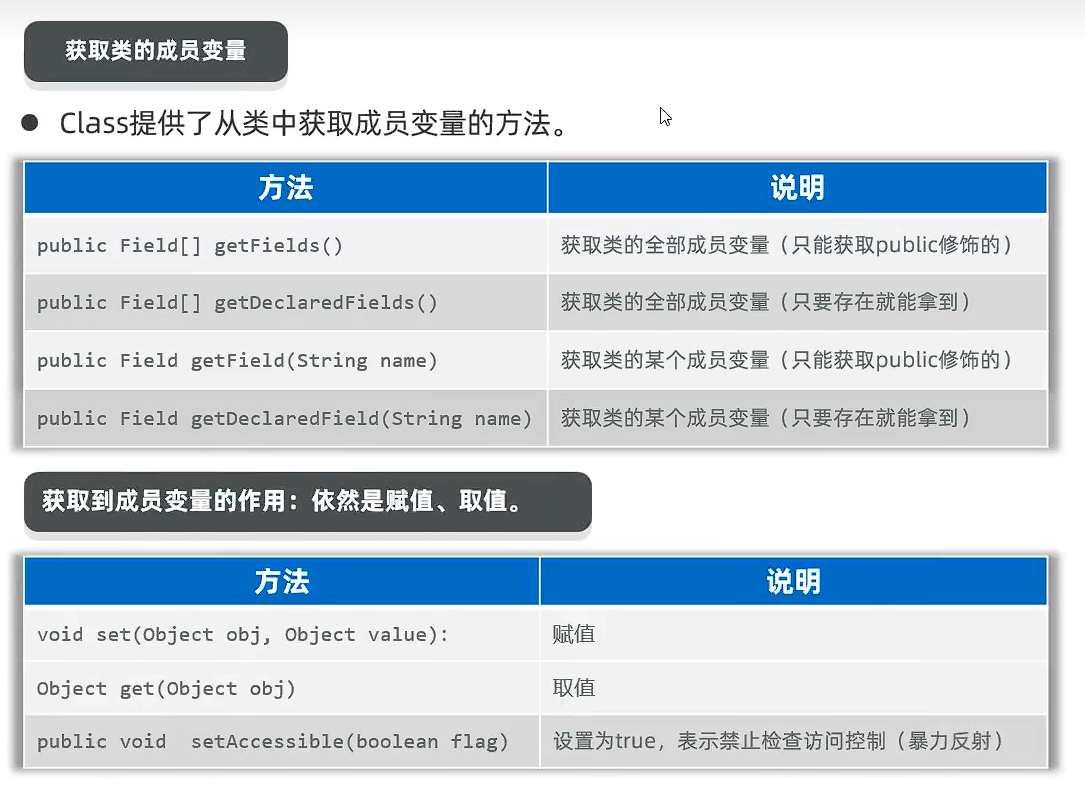 获取类的成员变量
● Class提供了从类中获取成员变量的方法。
方法 说明
public Field[] getFields() 获取类的全部成员变量（只能获取public修饰的）
public Field[] getDeclaredFields() 获取类的全部成员变量（只要存在就能拿到）
public Field getField(String name) 获取类的某个成员变量（只能获取public修饰的）
public Field getDeclaredField(String name) 获取类的某个成员变量（只要存在就能拿到）
获取到成员变量的作用：依然是赋值、取值。
方法 说明
void set(Object obj, Object value): 赋值
Object get(Object obj) 取值
public void  setAccessible(boolean flag) 设置为true，表示禁止检查访问控制（暴力反射）